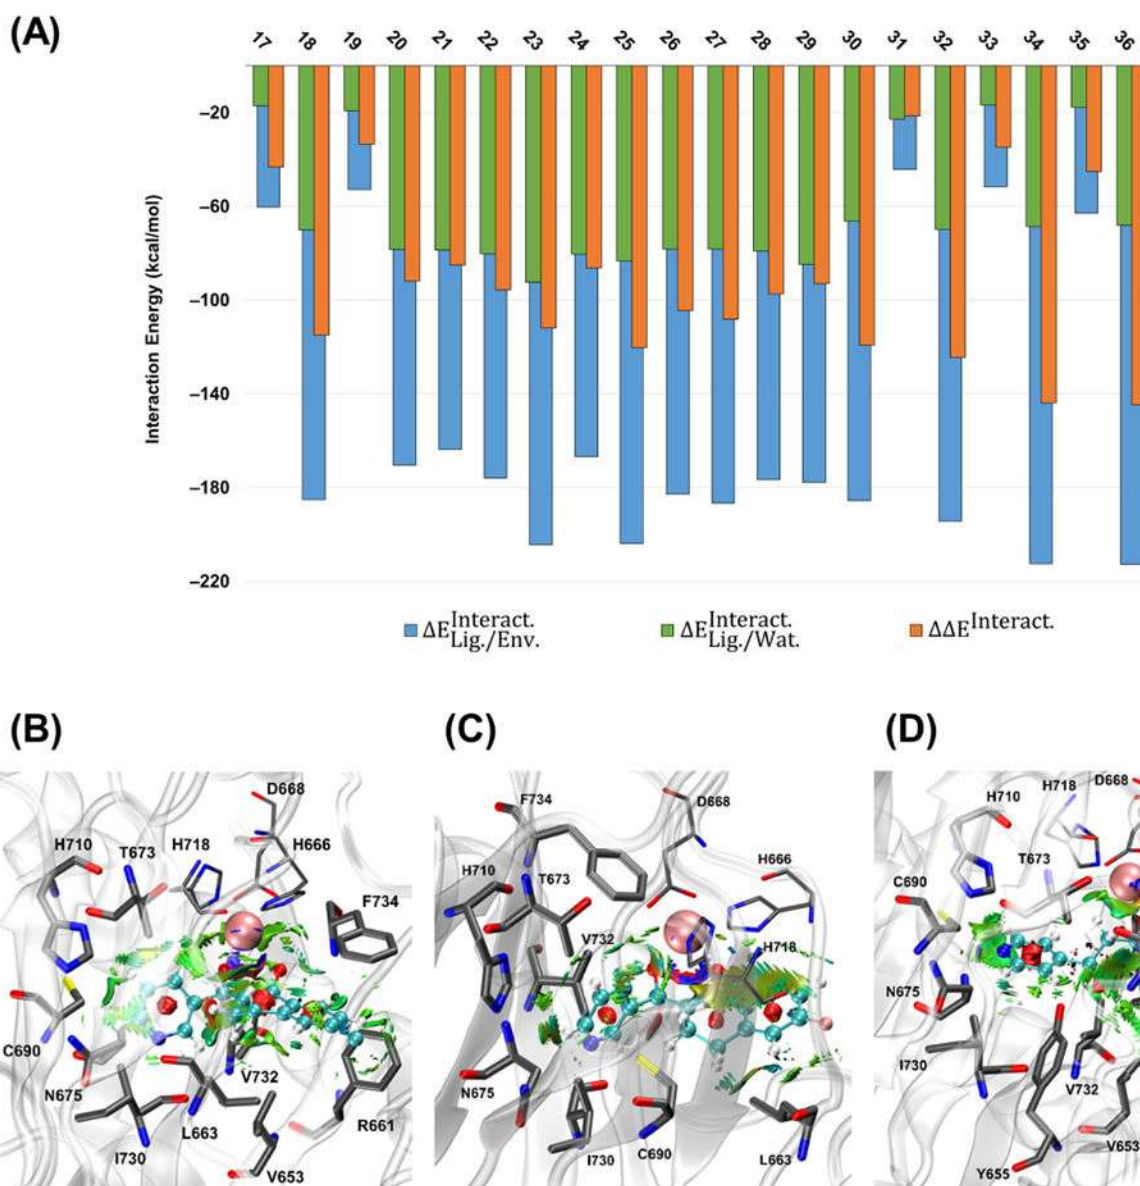 (A)
17 18 19 20 21 22 23 24 25 26 27 28 29 30 31 32 33 34 35 36
Interaction Energy (kcal/mol)
–20
–60
–100
–140
–180
–220
ΔE Interact. Lig./Env.
ΔE Interact. Lig./Wat.
ΔΔE Interact.
(B)
D668
H710
T673
H718
H666
F734
C690
N675
V732
L663
R661
I730
V653
(C)
F734
D668
H710
T673
H666
V732
H718
N675
I730
C690
L663
(D)
H718
D668
H710
T673
C690
N675
I730
V732
V653
Y655